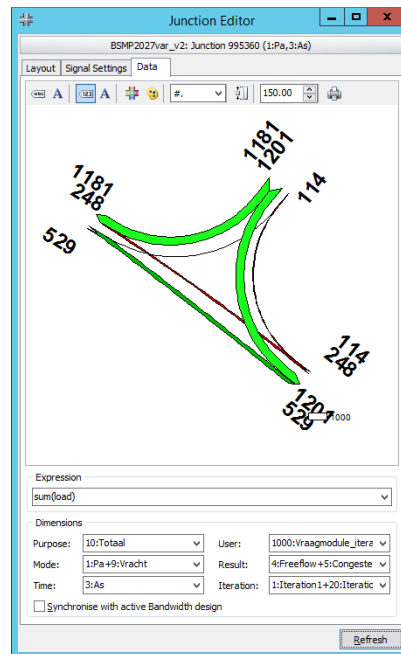 Junction Editor
BSMP2027var_v2: Junction 995360 (1:Pa,3:As)
Layout Signal Settings Data
abc A 123 A #. 150.00
1181
1201
114
1181
248
529
114
248
1201
529
1000
Expression
sum(load)
Dimensions
Purpose: 10:Totaal User: 1000:Vraagmodule_itera
Mode: 1:Pa+9:Vracht Result: 4:Freeflow+5:Congeste
Time: 3:As Iteration: 1:Iteration1+20:Iteratic
Synchronise with active Bandwidth design
Refresh